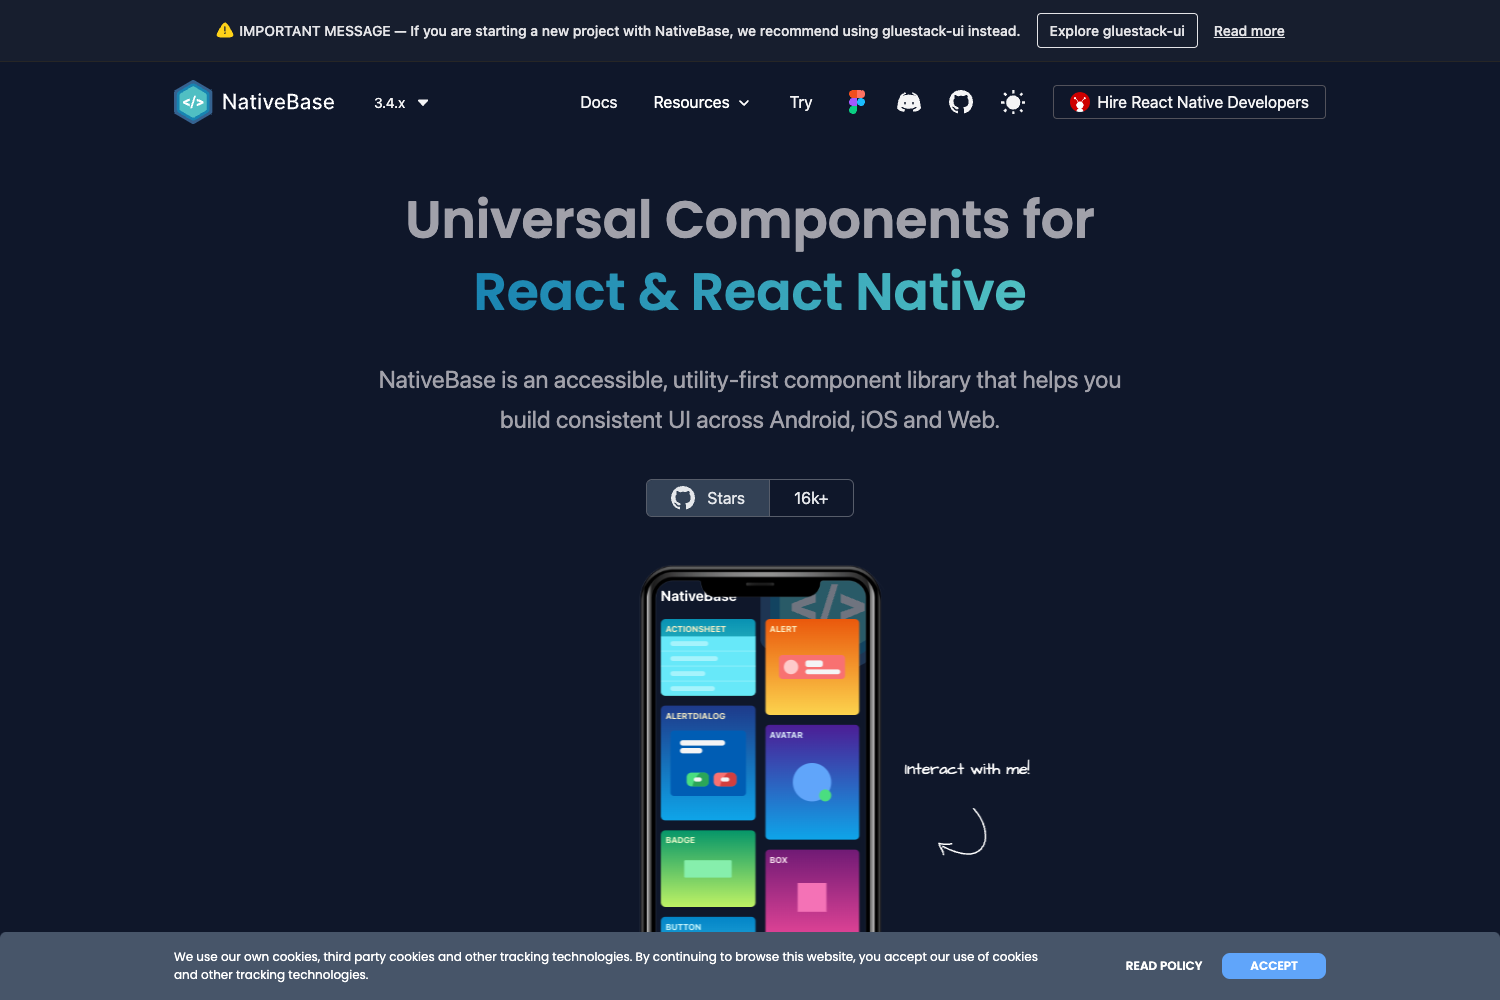 ⚠️ IMPORTANT MESSAGE — If you are starting a new project with NativeBase, we recommend using gluestack-ui instead. Explore gluestack-ui Read more
NativeBase 3.4.x Docs Resources Try Hire React Native Developers
Universal Components for
React & React Native
NativeBase is an accessible, utility-first component library that helps you
build consistent UI across Android, iOS and Web.
Stars 16k+
NativeBase </>
ACTIONSHEET
ALERT
ALERTDIALOG
AVATAR
Interact with me!
BADGE
BOX
BUTTON
We use our own cookies, third party cookies and other tracking technologies. By continuing to browse this website, you accept our use of cookies
and other tracking technologies.
READ POLICY ACCEPT